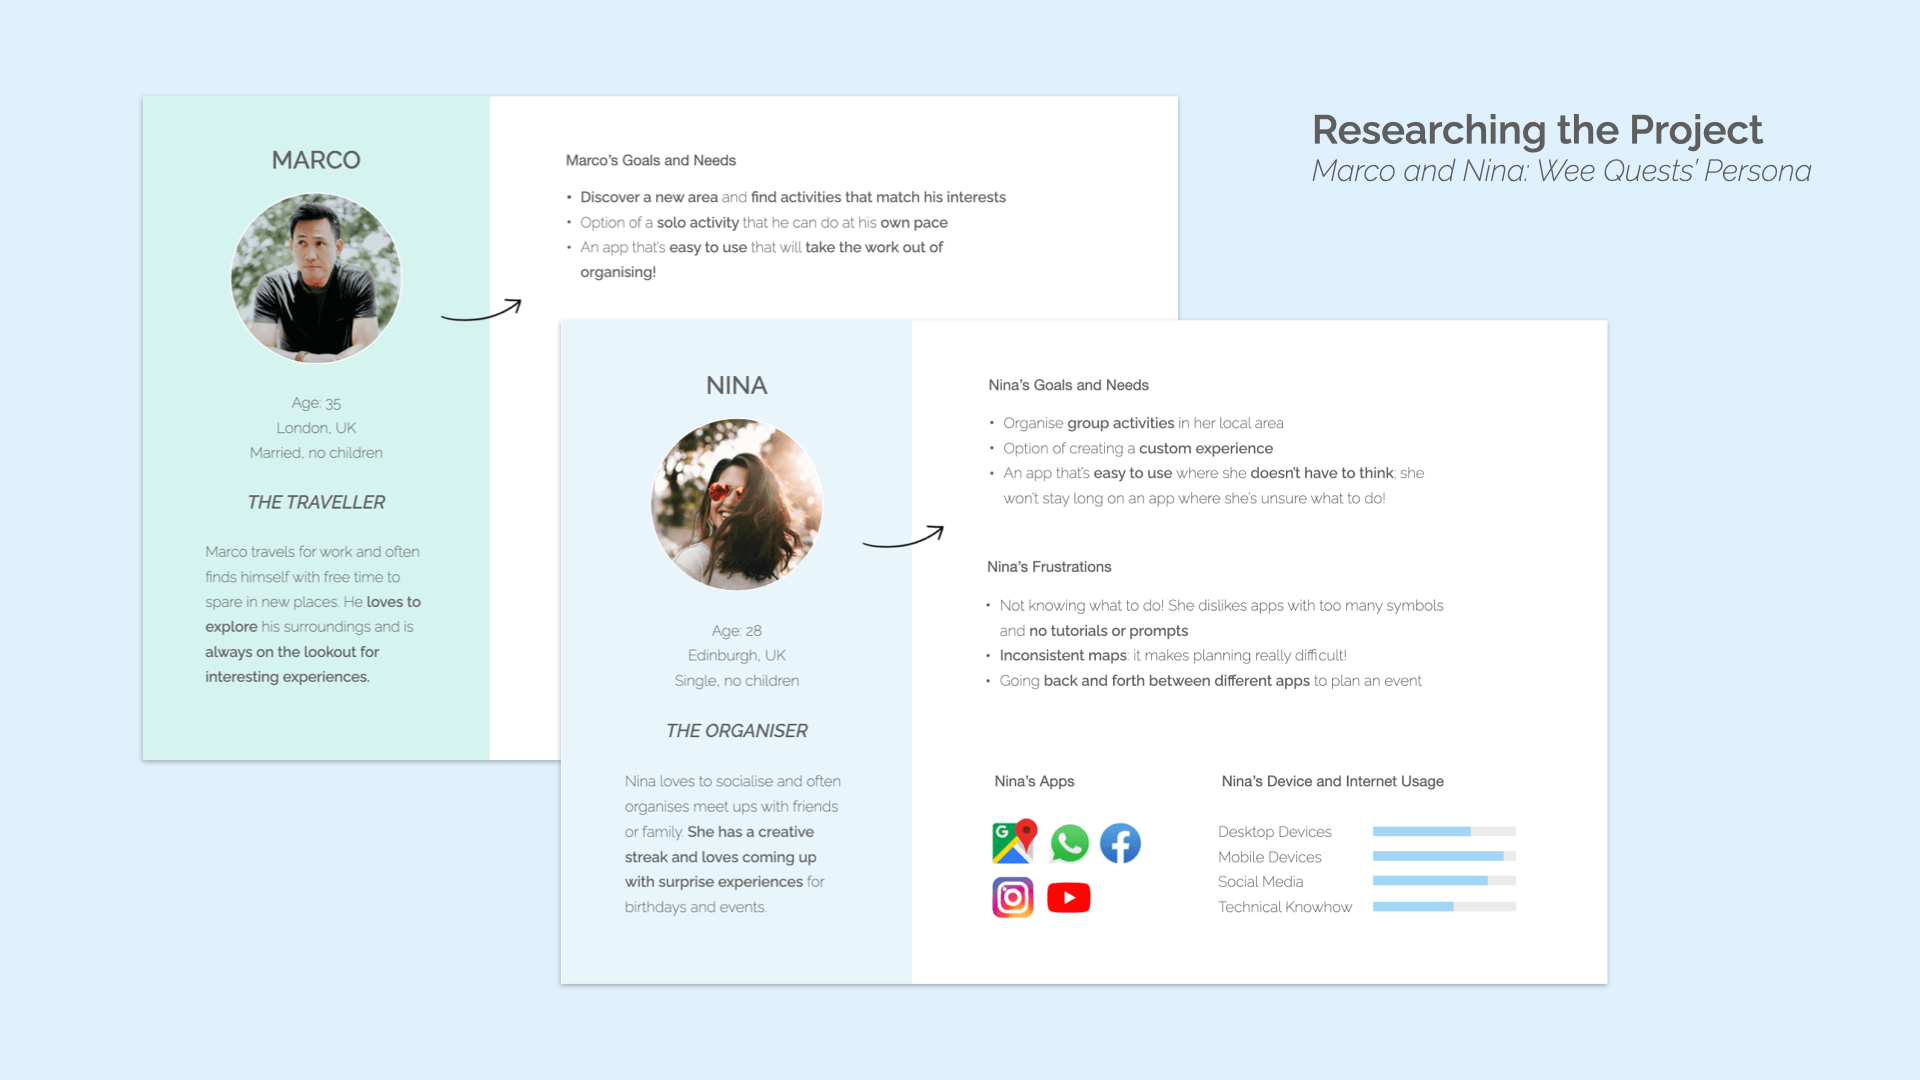 Researching the Project
Marco and Nina: Wee Quests' Persona
MARCO
Age: 35
London, UK
Married, no children
THE TRAVELLER
Marco travels for work and often
finds himself with free time to
spare in new places. He loves to
explore his surroundings and is
always on the lookout for
interesting experiences.
Marco's Goals and Needs
• Discover a new area and find activities that match his interests
• Option of a solo activity that he can do at his own pace
• An app that's easy to use that will take the work out of
organising!
NINA
Age: 28
Edinburgh, UK
Single, no children
THE ORGANISER
Nina loves to socialise and often
organises meet ups with friends
or family. She has a creative
streak and loves coming up
with surprise experiences for
birthdays and events.
Nina's Goals and Needs
• Organise group activities in her local area
• Option of creating a custom experience
• An app that's easy to use where she doesn't have to think; she
won't stay long on an app where she's unsure what to do!
Nina's Frustrations
• Not knowing what to do! She dislikes apps with too many symbols
and no tutorials or prompts
• Inconsistent maps: it makes planning really difficult!
• Going back and forth between different apps to plan an event
Nina's Apps
G
Nina's Device and Internet Usage
Desktop Devices
Mobile Devices
Social Media
Technical Knowhow